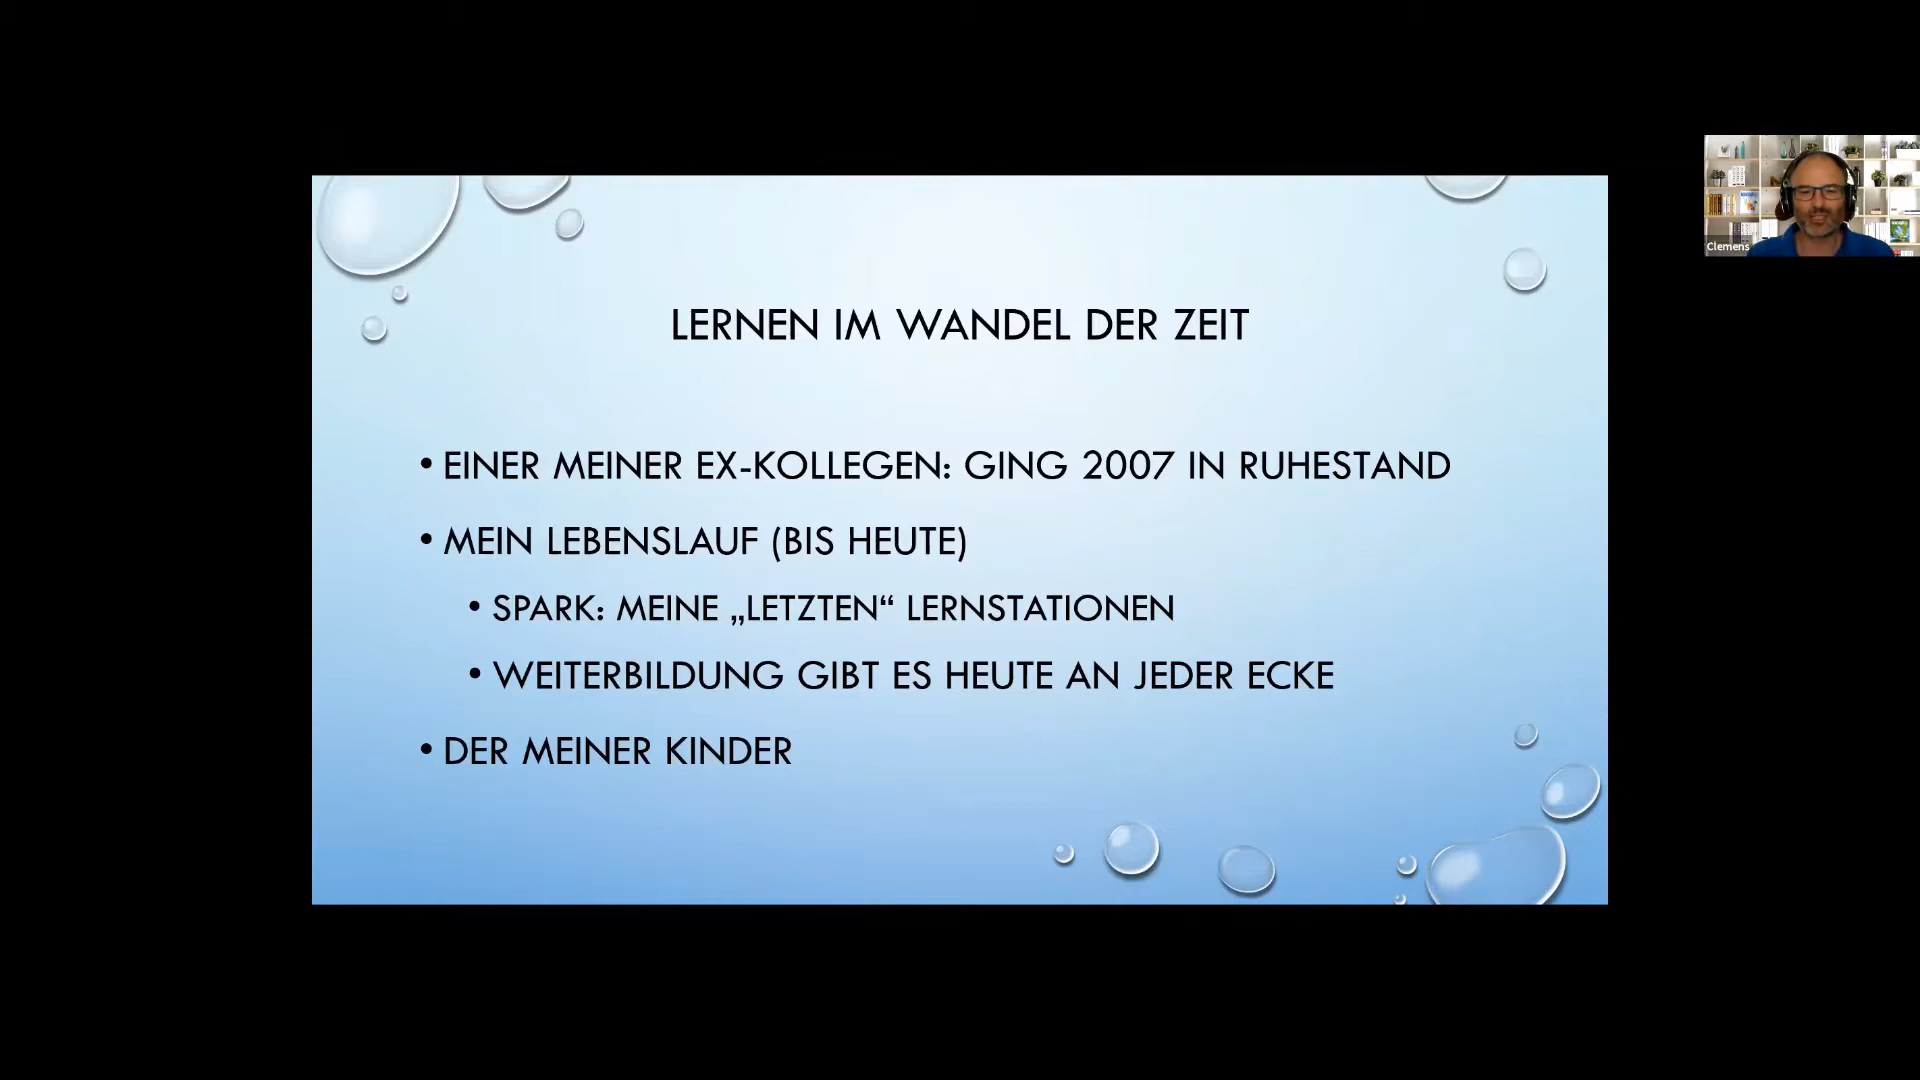 LERNEN IM WANDEL DER ZEIT
• EINER MEINER EX-KOLLEGEN: GING 2007 IN RUHESTAND
• MEIN LEBENSLAUF (BIS HEUTE)
• SPARK: MEINE „LETZTEN“ LERNSTATIONEN
• WEITERBILDUNG GIBT ES HEUTE AN JEDER ECKE
• DER MEINER KINDER
Clemens